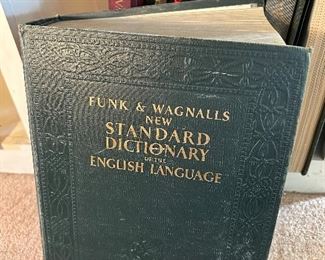 FUNK & WAGNALLS
NEW
STANDARD
DICTIONARY
OF THE
ENGLISH LANGUAGE